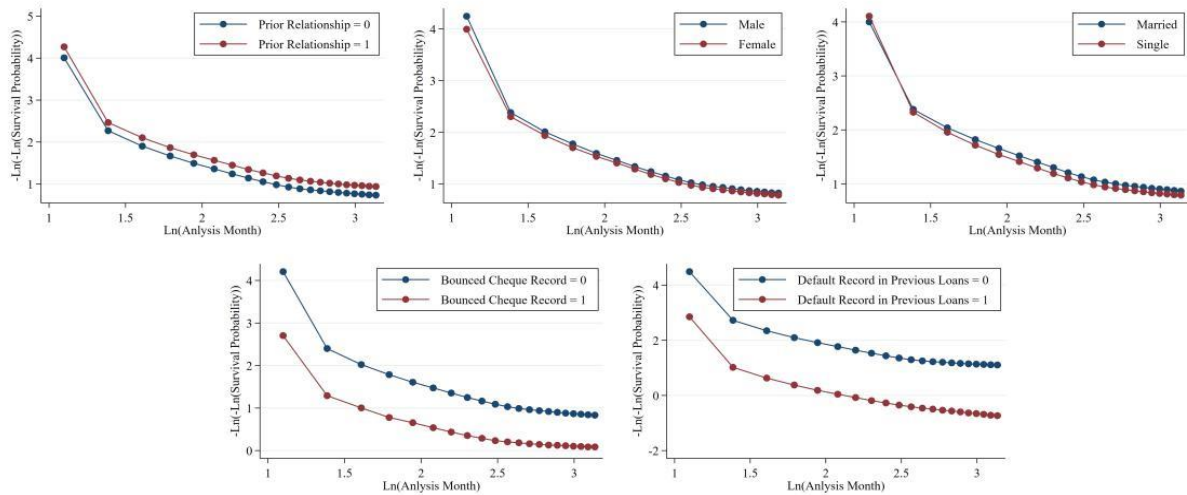 -Ln(-Ln(Survival Probability))
5
4
3
2
1
Prior Relationship = 0
Prior Relationship = 1
1 1.5 2 2.5 3
Ln(Anlysis Month)
-Ln(-Ln(Survival Probability))
4
3
2
1
Male
Female
1 1.5 2 2.5 3
Ln(Anlysis Month)
-Ln(-Ln(Survival Probability))
4
3
2
1
Married
Single
1 1.5 2 2.5 3
Ln(Anlysis Month)
-Ln(-Ln(Survival Probability))
4
3
2
1
0
Bounced Cheque Record = 0
Bounced Cheque Record = 1
1 1.5 2 2.5 3
Ln(Anlysis Month)
-Ln(-Ln(Survival Probability))
4
2
0
-2
Default Record in Previous Loans = 0
Default Record in Previous Loans = 1
1 1.5 2 2.5 3
Ln(Anlysis Month)